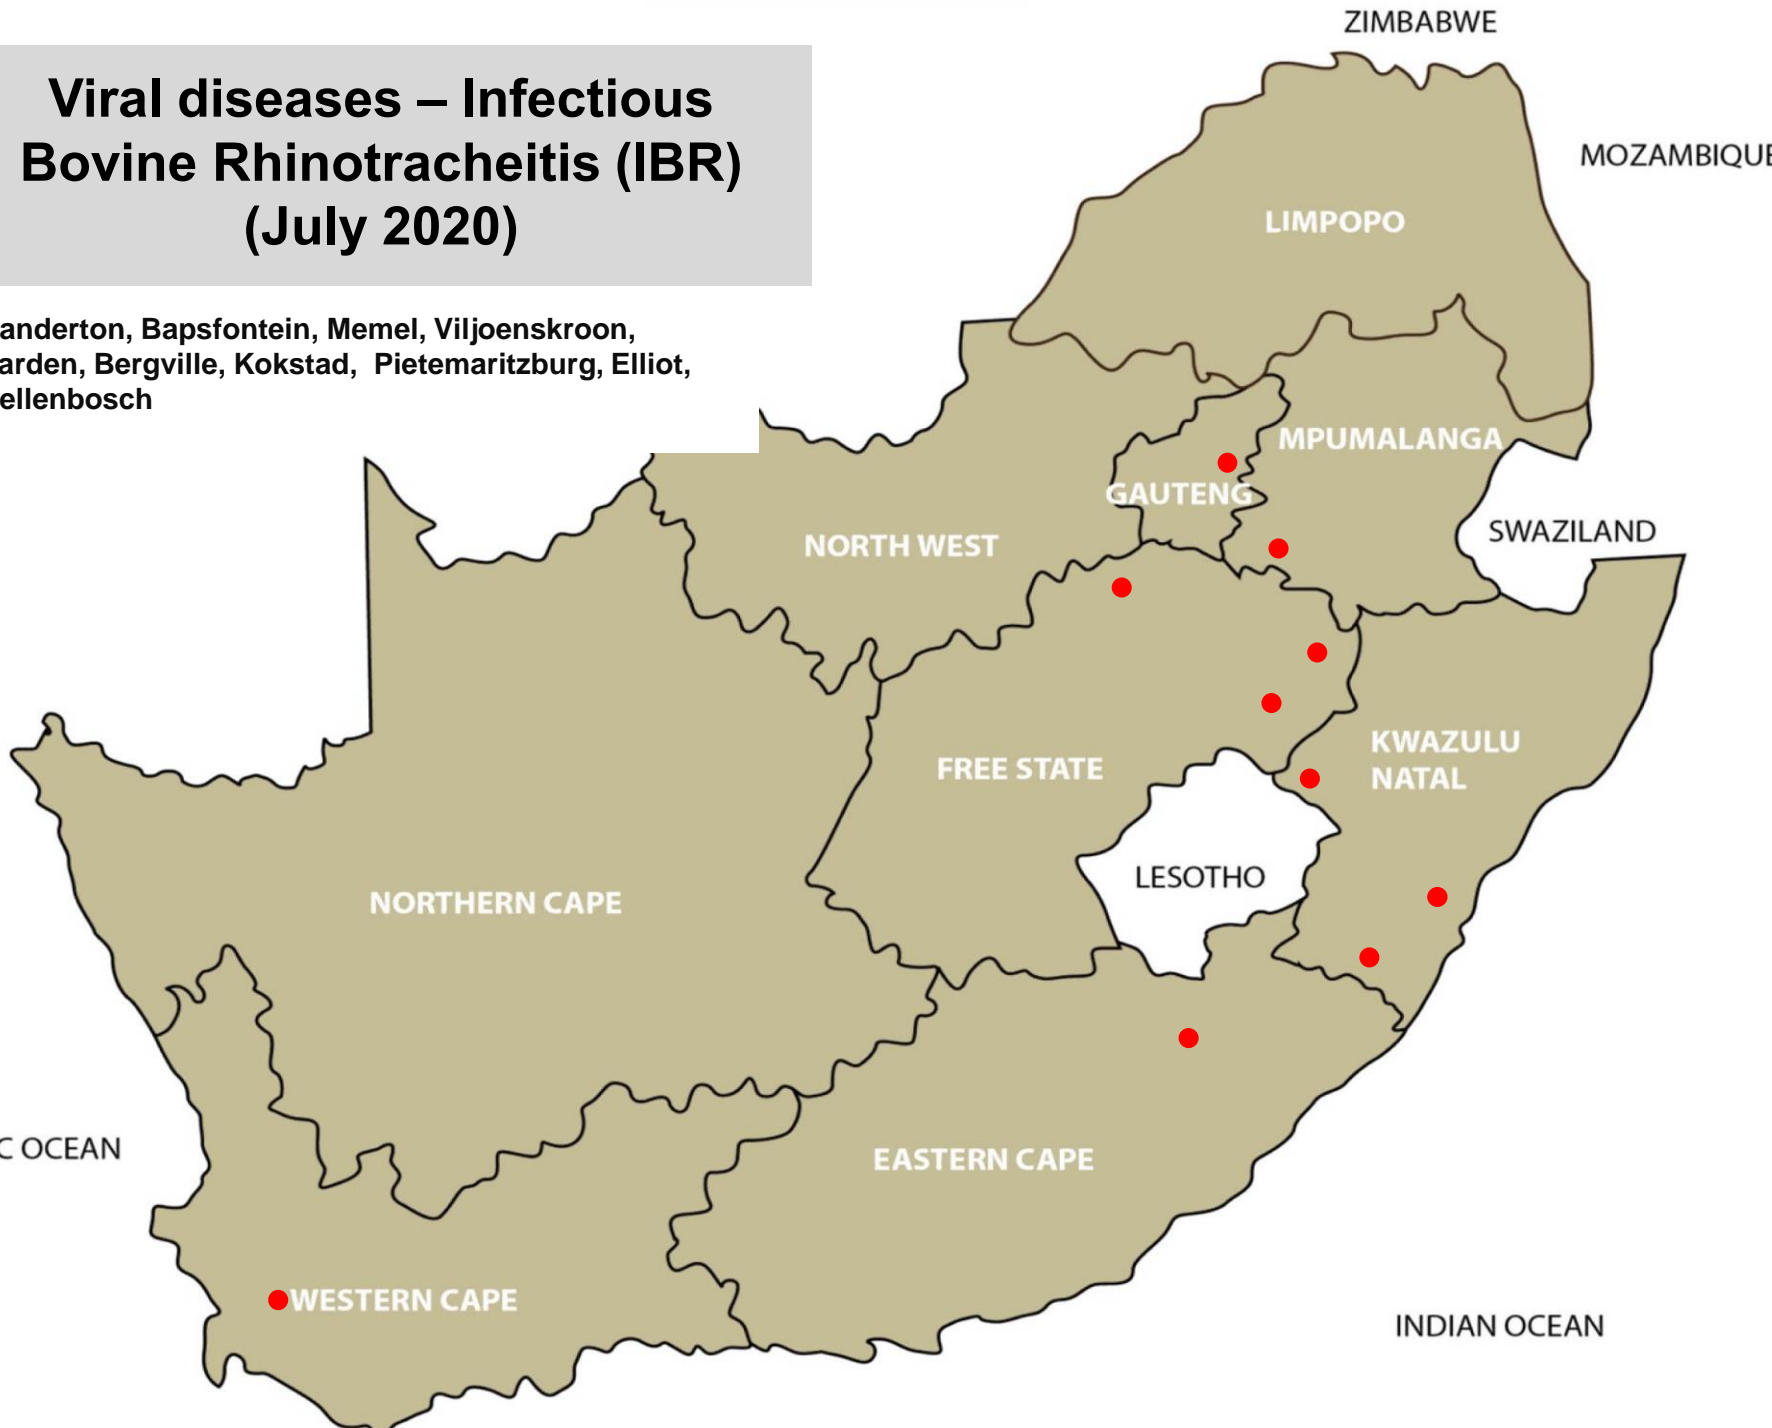 ZIMBABWE
Viral diseases – Infectious
Bovine Rhinotracheitis (IBR)
(July 2020)
MOZAMBIQUE
LIMPOPO
anderton, Bapsfontein, Memel, Viljoenskroon,
arden, Bergville, Kokstad, Pietemaritzburg, Elliot,
ellenbosch
MPUMALANGA
GAUTENG
SWAZILAND
NORTH WEST
KWAZULU
NATAL
FREE STATE
LESOTHO
NORTHERN CAPE
C OCEAN
EASTERN CAPE
WESTERN CAPE
INDIAN OCEAN